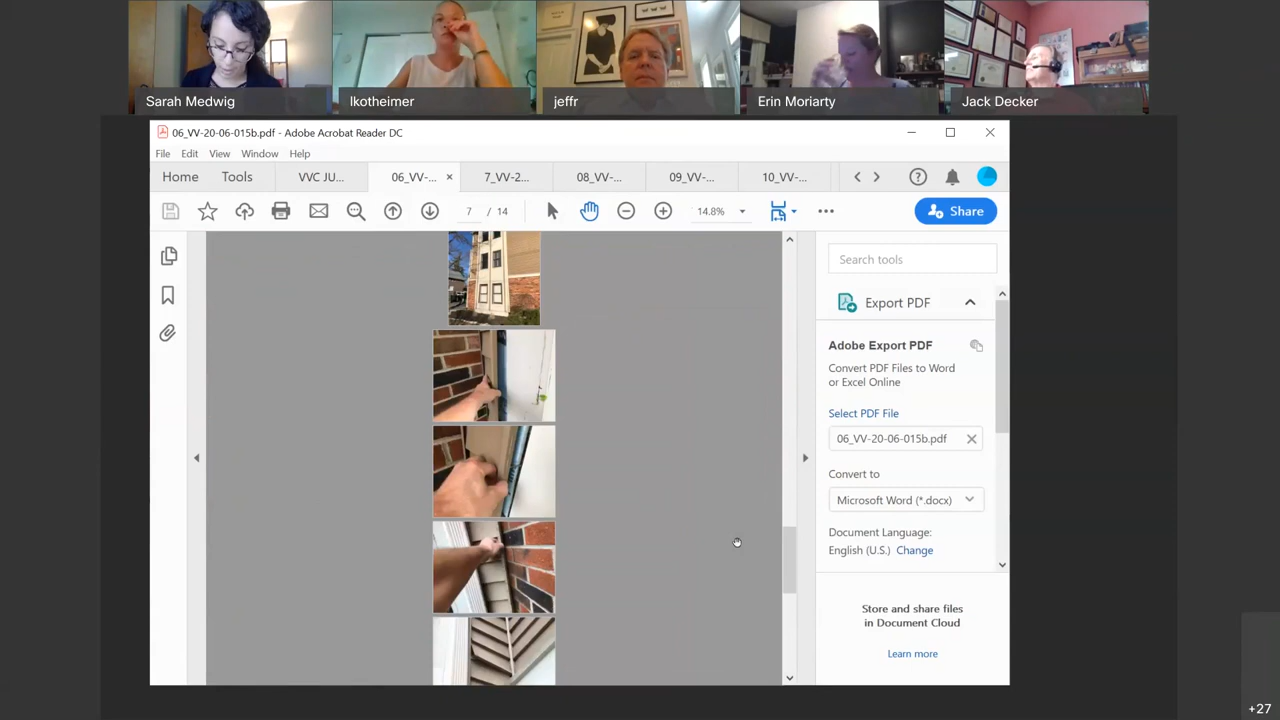 Sarah Medwig
lkotheimer
jeffr
Erin Moriarty
Jack Decker
06_VV-20-06-015b.pdf - Adobe Acrobat Reader DC
File Edit View Window Help
Home Tools VVC JU... 06_VV-... × 7_VV-2... 08_VV-... 09_VV-... 10_VV-...
7 / 14 14.8% Share
Search tools
Export PDF
Adobe Export PDF
Convert PDF Files to Word
or Excel Online
Select PDF File
06_VV-20-06-015b.pdf
Convert to
Microsoft Word (*.docx)
Document Language:
English (U.S.) Change
Store and share files
in Document Cloud
Learn more
+27